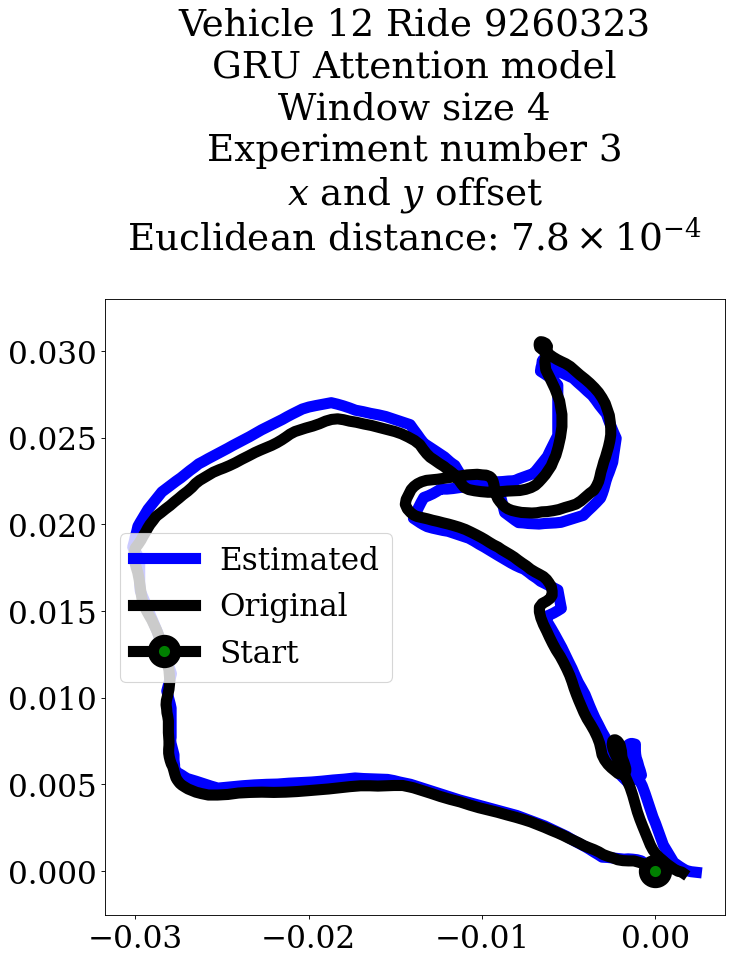 Vehicle 12 Ride 9260323
GRU Attention model
Window size 4
Experiment number 3
x and y offset
Euclidean distance: 7.8 × 10⁻⁴
0.030
0.025
0.020
0.015
0.010
0.005
0.000
Estimated
Original
Start
−0.03 −0.02 −0.01 0.00